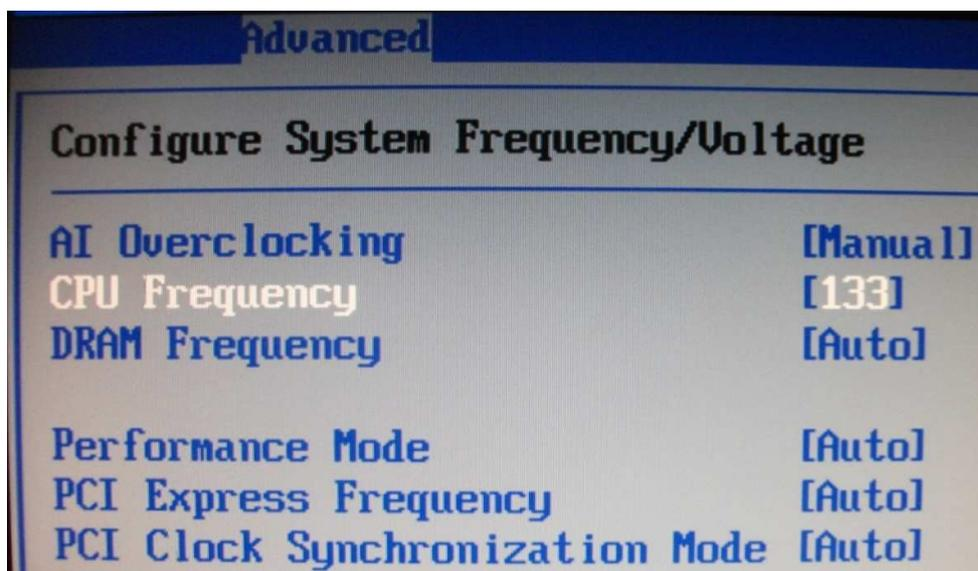 Advanced
Configure System Frequency/Voltage
AI Overclocking [Manual]
CPU Frequency [133]
DRAM Frequency [Auto]
Performance Mode [Auto]
PCI Express Frequency [Auto]
PCI Clock Synchronization Mode [Auto]